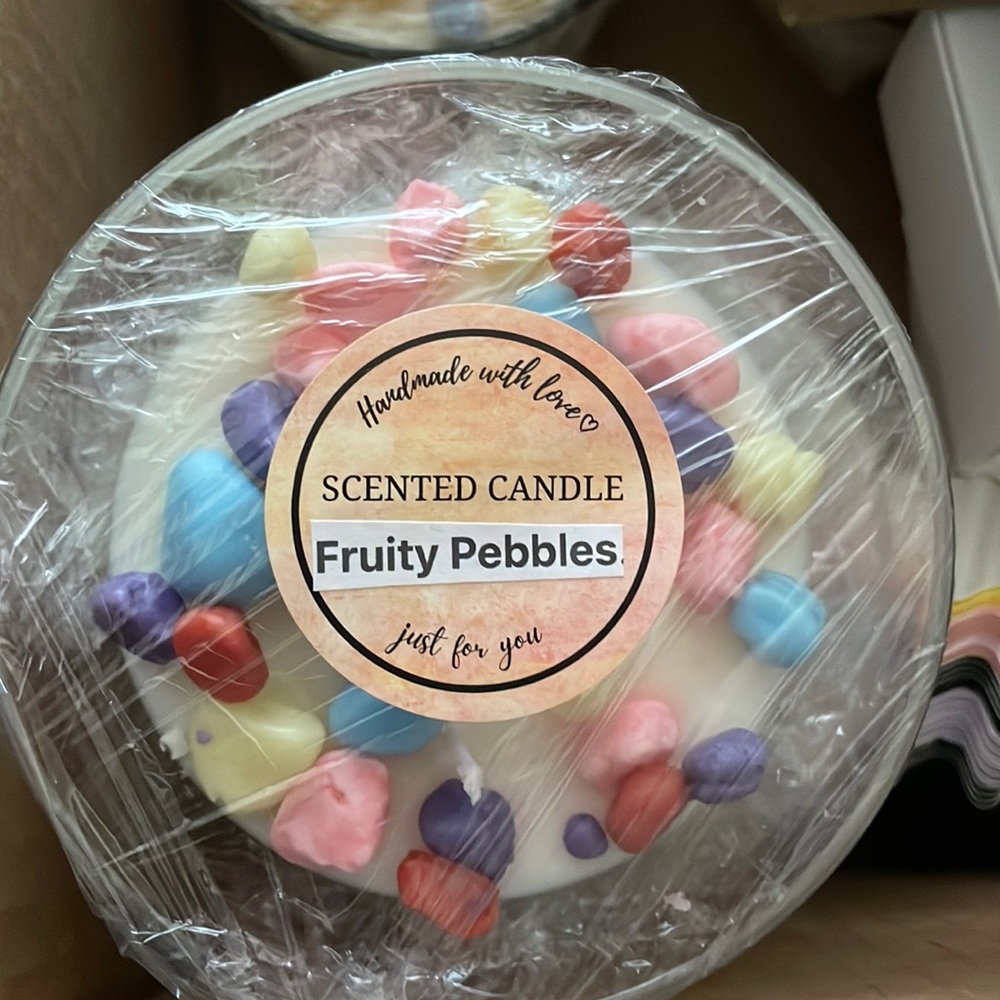 Handmade with love♡
SCENTED CANDLE
Fruity Pebbles.
just for you